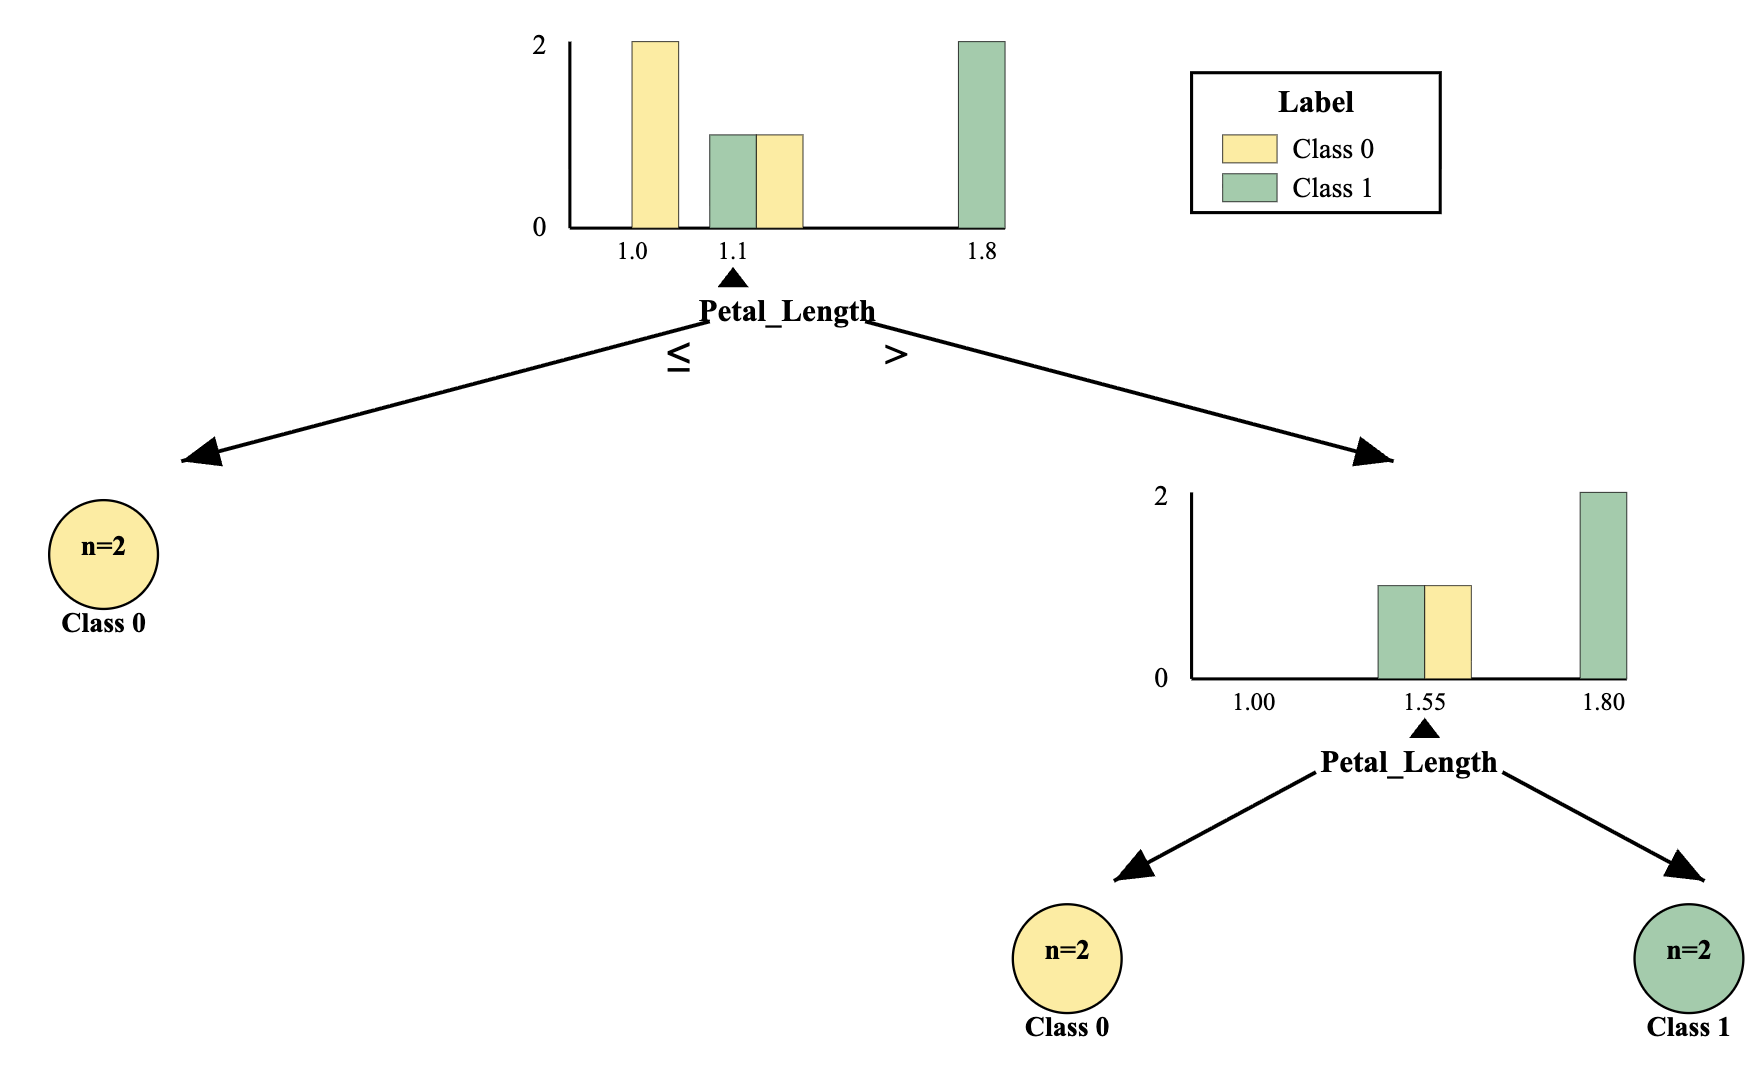 2
0
1.0 1.1 1.8
Petal_Length
≤ >
Label
Class 0
Class 1
n=2
Class 0
2
0
1.00 1.55 1.80
Petal_Length
n=2
Class 0
n=2
Class 1